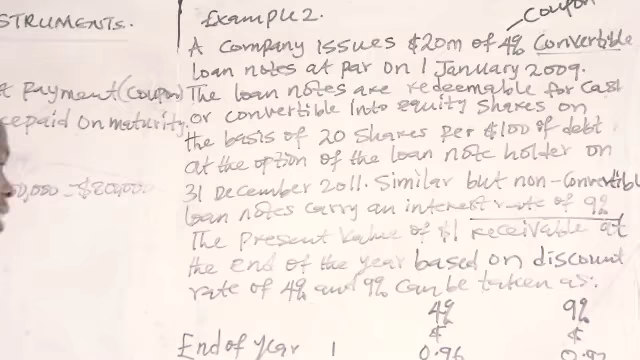 STRUMENTS.
Payment (Coupon)
repaid on maturity.
Example 2.
Coupon
A company issues $20m of 4% Convertible
loan notes at par on 1 January 2009.
The loan notes are redeemable for cash
or convertible into equity shares on
the basis of 20 shares per $100 of debt
at the option of the loan note holder on
31 December 2011. Similar but non-Convertibl
loan notes carry an interest rate of 9%
The present value of $1 receivable at
the end of the year based on discount
rate of 4% and 9% can be taken as:
4% 9%
$ $
End of year 1 0.96